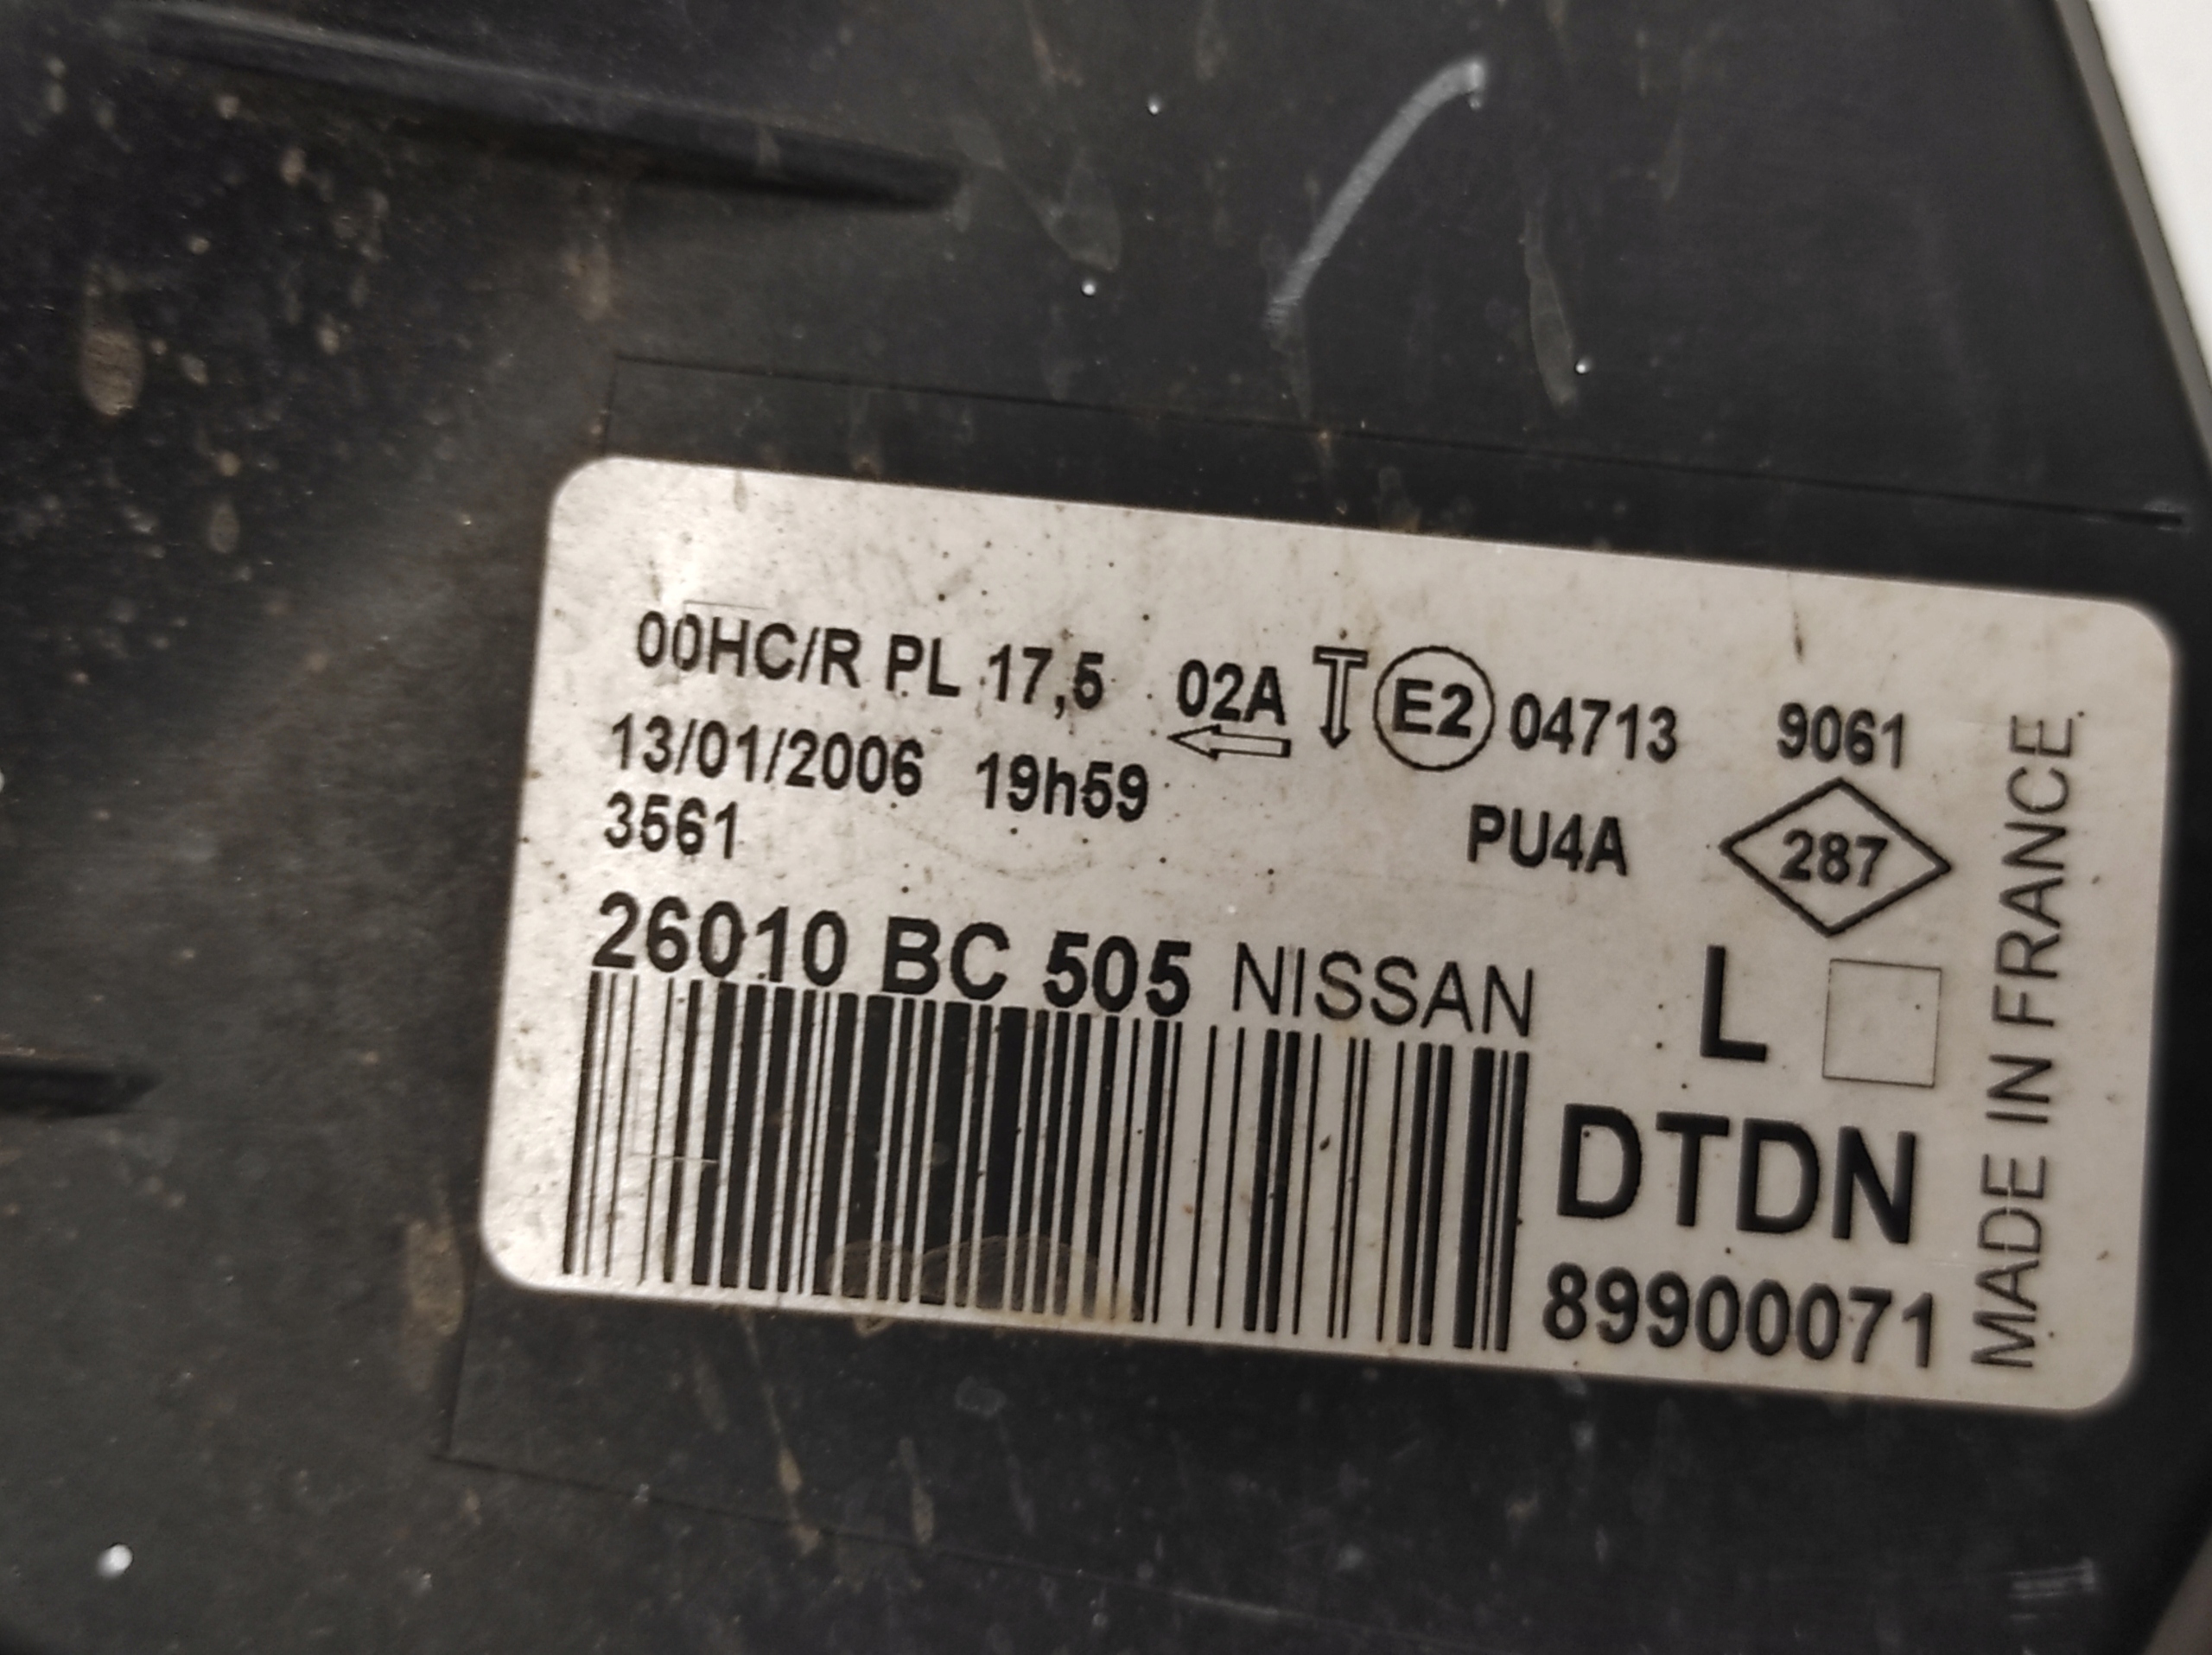 00HC/R PL 17,5 02A E2 04713 9061
13/01/2006 19h59
3561 PU4A 287
26010 BC 505 NISSAN L
DTDN
89900071
MADE IN FRANCE